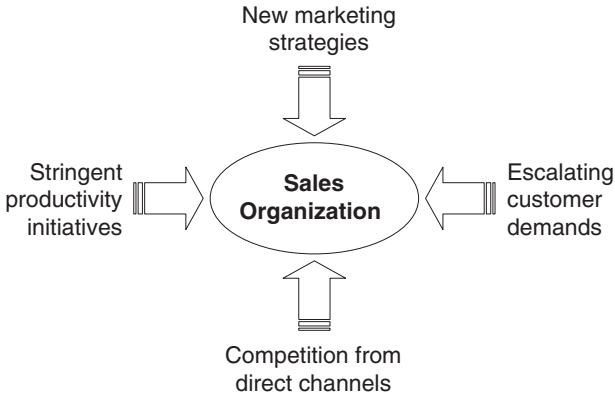 New marketing
strategies
Stringent
productivity
initiatives
Sales
Organization
Escalating
customer
demands
Competition from
direct channels